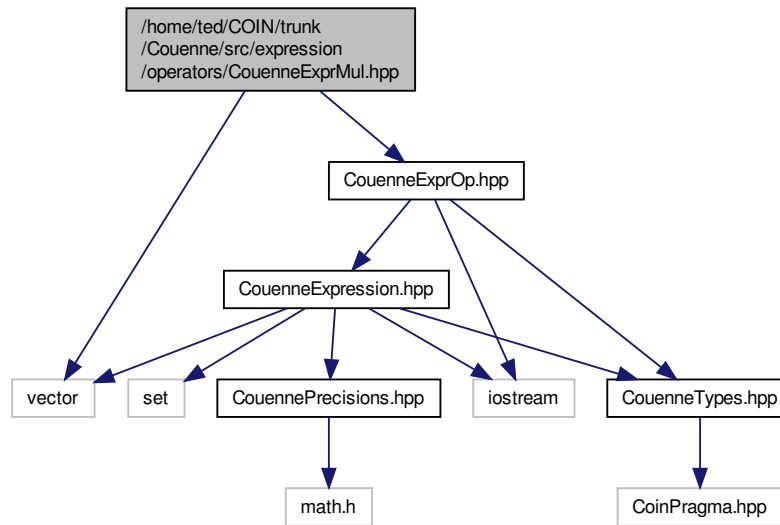 /home/ted/COIN/trunk
/Couenne/src/expression
/operators/CouenneExprMul.hpp
CouenneExprOp.hpp
CouenneExpression.hpp
vector
set
CouennePrecisions.hpp
iostream
CouenneTypes.hpp
math.h
CoinPragma.hpp